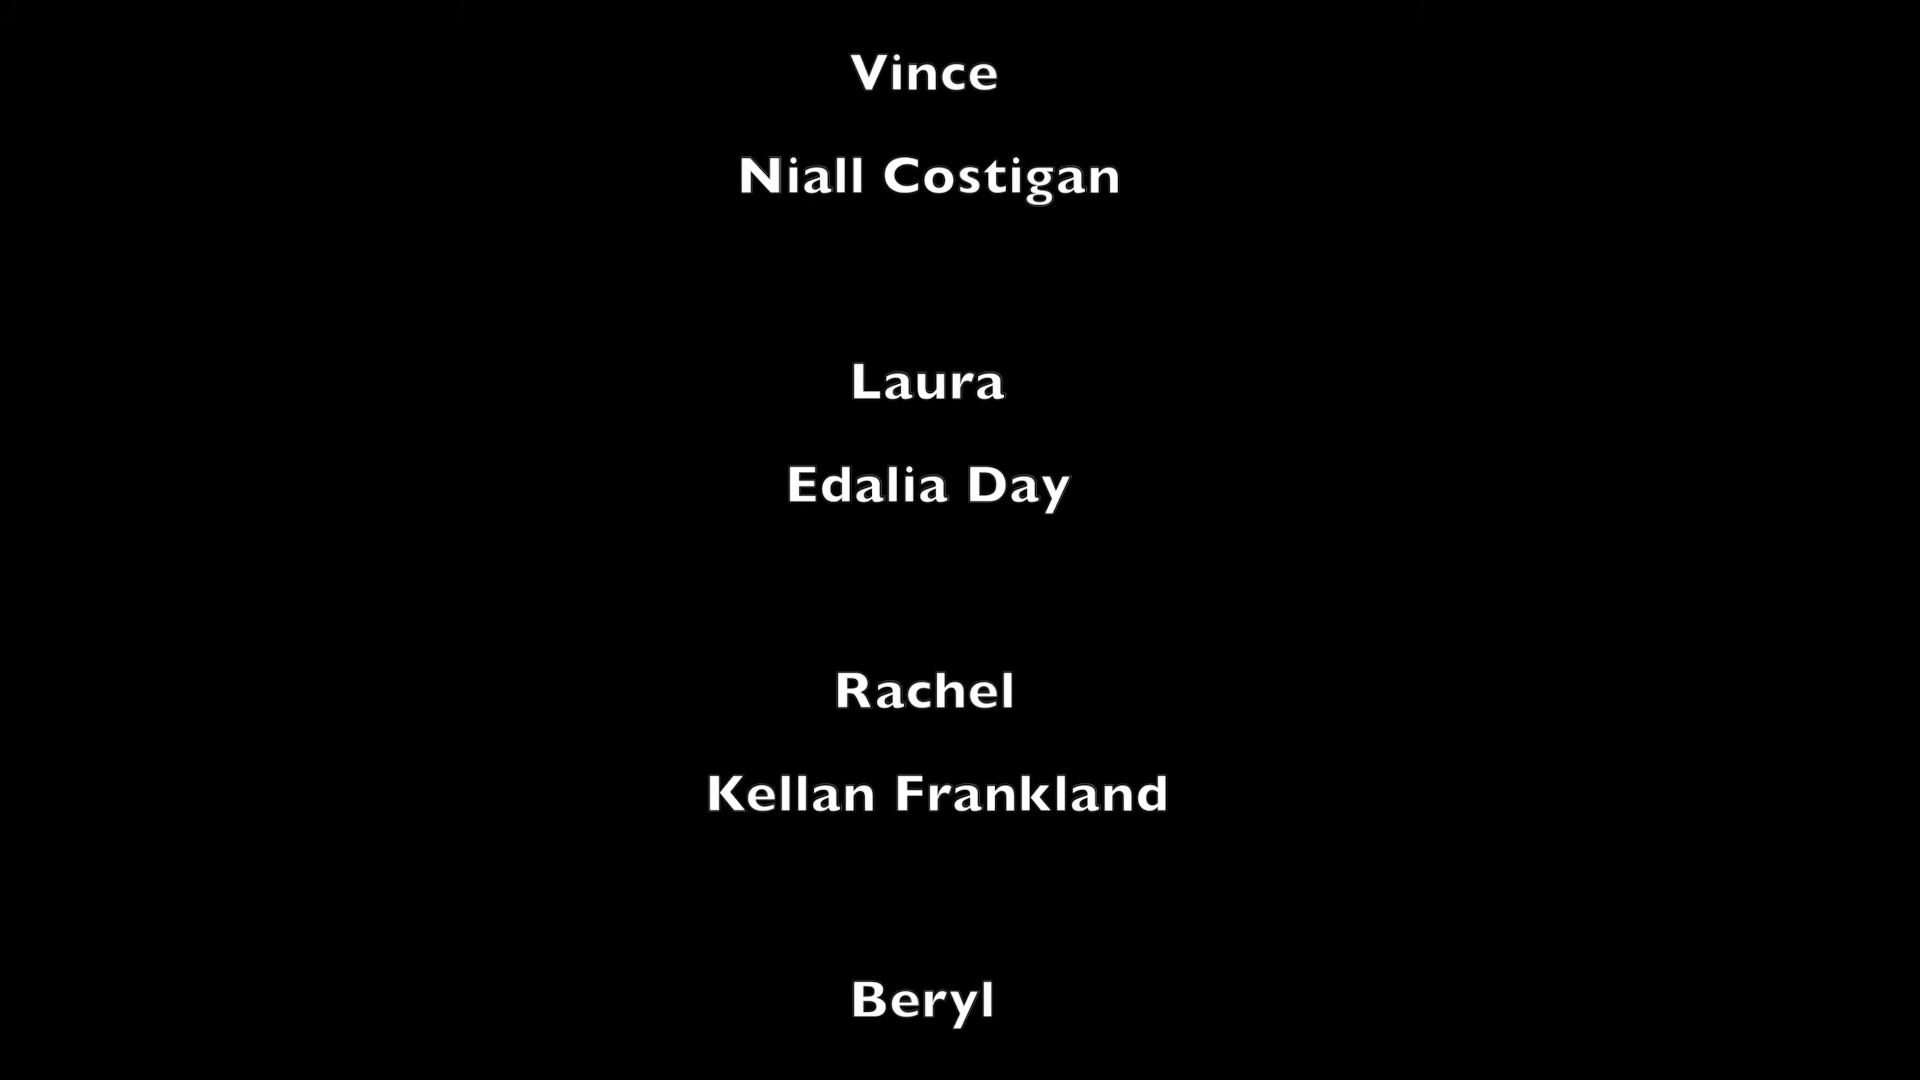 Vince
Niall Costigan
Laura
Edalia Day
Rachel
Kellan Frankland
Beryl